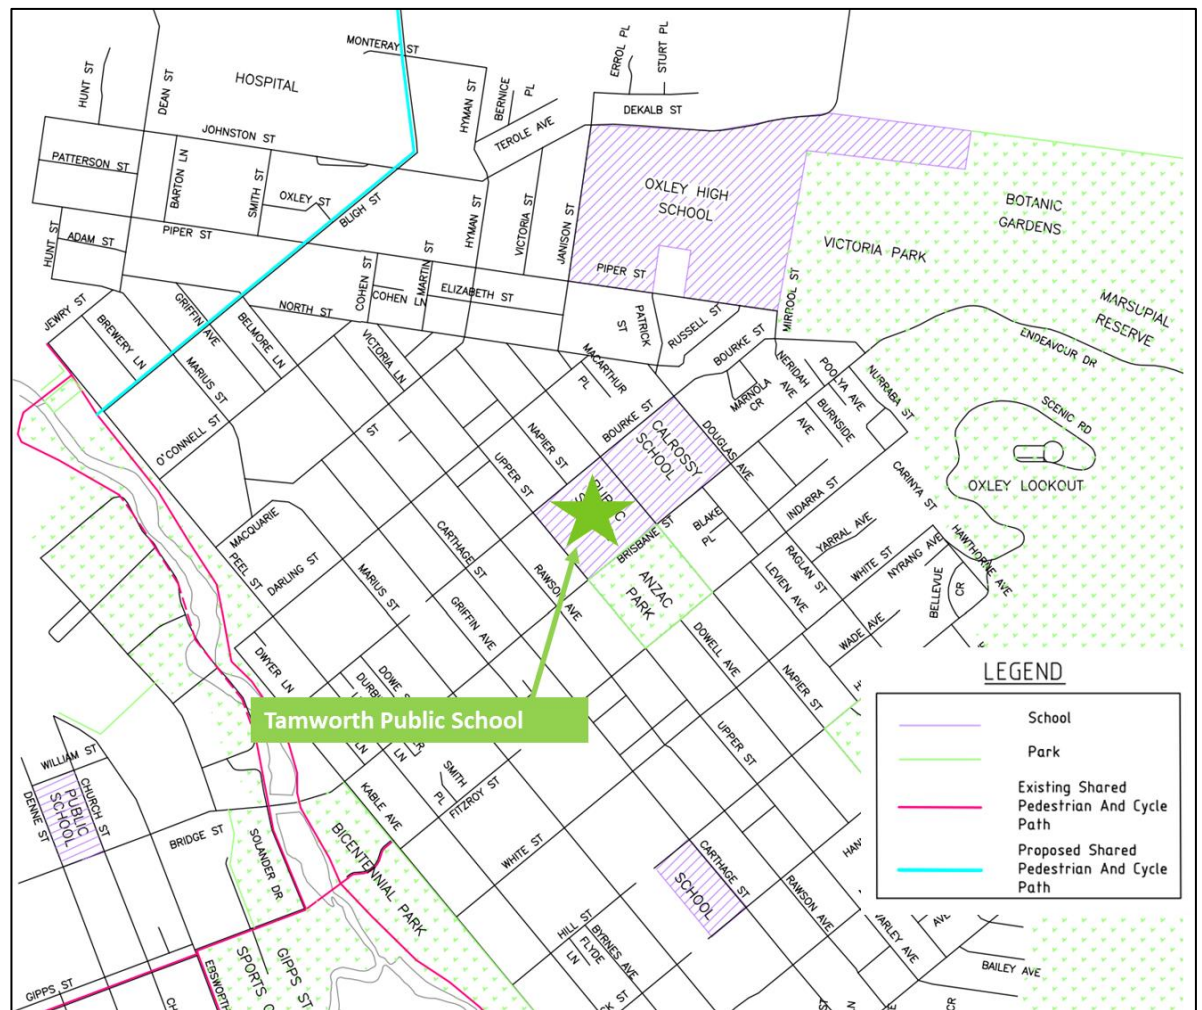 MONTERAY ST
ERROL PL
STURT PL
HUNT ST
DEAN ST
HOSPITAL
HYMAN ST
BERNICE
PL
DEKALB ST
JOHNSTON ST
TEROLE AVE
PATTERSON ST
BARTON LN
SMITH ST
OXLEY ST
BLIGH ST
HYMAN ST
VICTORIA ST
JANISON ST
OXLEY HIGH
SCHOOL
BOTANIC
GARDENS
HUNT ST
ADAM ST
PIPER ST
VICTORIA PARK
PIPER ST
MIRROOL ST
MARSUPIAL
RESERVE
COHEN ST
COHEN LN
MARTIN ST
ELIZABETH ST
NORTH ST
JEWRY ST
BREWERY LN
GRIFFIN AVE
BELMORE LN
MARIUS ST
VICTORIA LN
PATRICK
ST
RUSSELL ST
BOURKE ST
ENDEAVOUR DR
MACARTHUR
PL
MARNOLA
CR
NERIDAH
AVE
POOLYA AVE
BURNSIDE
AVE
NURRABA ST
SCENIC RD
O'CONNELL ST
ST
BOURKE ST
NAPIER ST
UPPER ST
CALROSSY
SCHOOL
DOUGLAS AVE
OXLEY LOOKOUT
CARINYA ST
INDARRA ST
BLAKE
PL
BRISBANE ST
YARRAL AVE
WHITE ST
NYRANG AVE
HAWTHORNE AVE
BELLEVUE
CR
MACQUARIE
PEEL ST
DARLING ST
MARIUS ST
CARTHAGE ST
GRIFFIN AVE
RAWSON AVE
ANZAC
PARK
RAGLAN ST
LEVIEN AVE
WADE AVE
DOWELL AVE
NAPIER ST
DWYER LN
DOWE
Tamworth Public School
UPPER ST
LEGEND
School
Park
Existing Shared
Pedestrian And Cycle
Path
Proposed Shared
Pedestrian And Cycle
Path
WILLIAM ST
CHURCH ST
PUBLIC
SCHOOL
DENNE ST
BRIDGE ST
SOLANDER DR
KABLE AVE
SMITH
PL
FITZROY ST
BICENTENNIAL PARK
WHITE ST
CARTHAGE ST
SCHOOL
RAWSON AVE
HILL ST
FLYDE
LN
BYRNES AVE
AVE
BAILEY AVE
CR
GIPPS ST
EBSWORTH
GIPPS ST
SPORTS
LN
ST